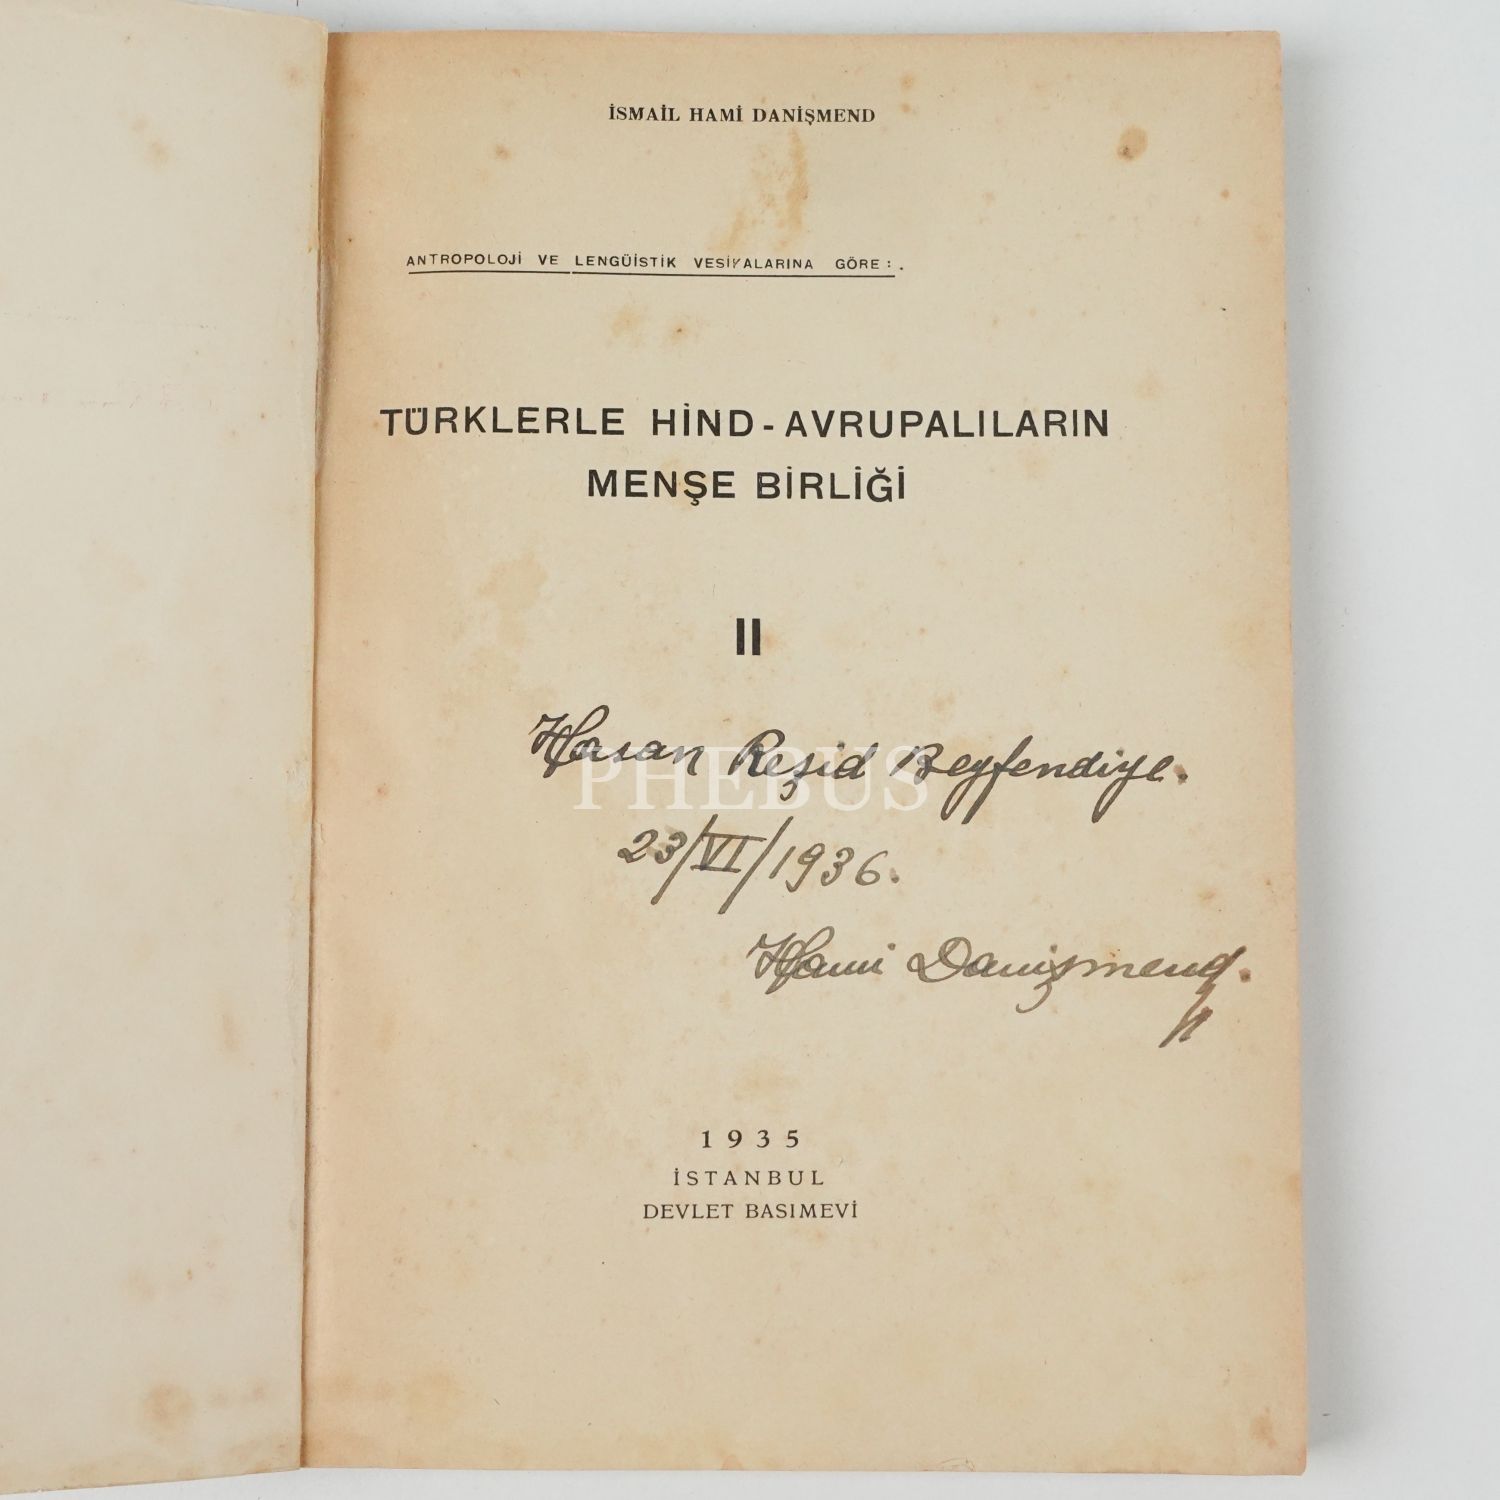 İSMAİL HAMİ DANİŞMEND
ANTROPOLOJİ VE LENGÜİSTİK VESİKALARINA GÖRE:.
TÜRKLERLE HİND-AVRUPALILARIN
MENŞE BİRLİĞİ
II
Hasan Reşid Beyfendiye.
PHEBUS
23/VI/1936.
Hami Danişmend.
1935
İSTANBUL
DEVLET BASIMEVİ